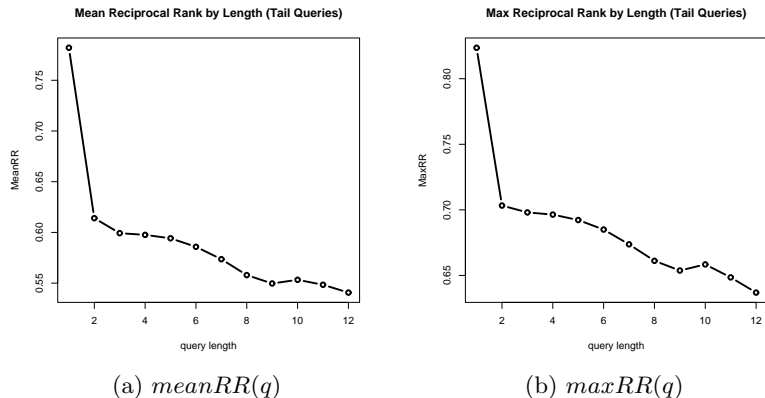 Mean Reciprocal Rank by Length (Tail Queries)
MeanRR
0.75
0.70
0.65
0.60
0.55
2 4 6 8 10 12
query length
(a) meanRR(q)
Max Reciprocal Rank by Length (Tail Queries)
MaxRR
0.80
0.75
0.70
0.65
2 4 6 8 10 12
query length
(b) maxRR(q)